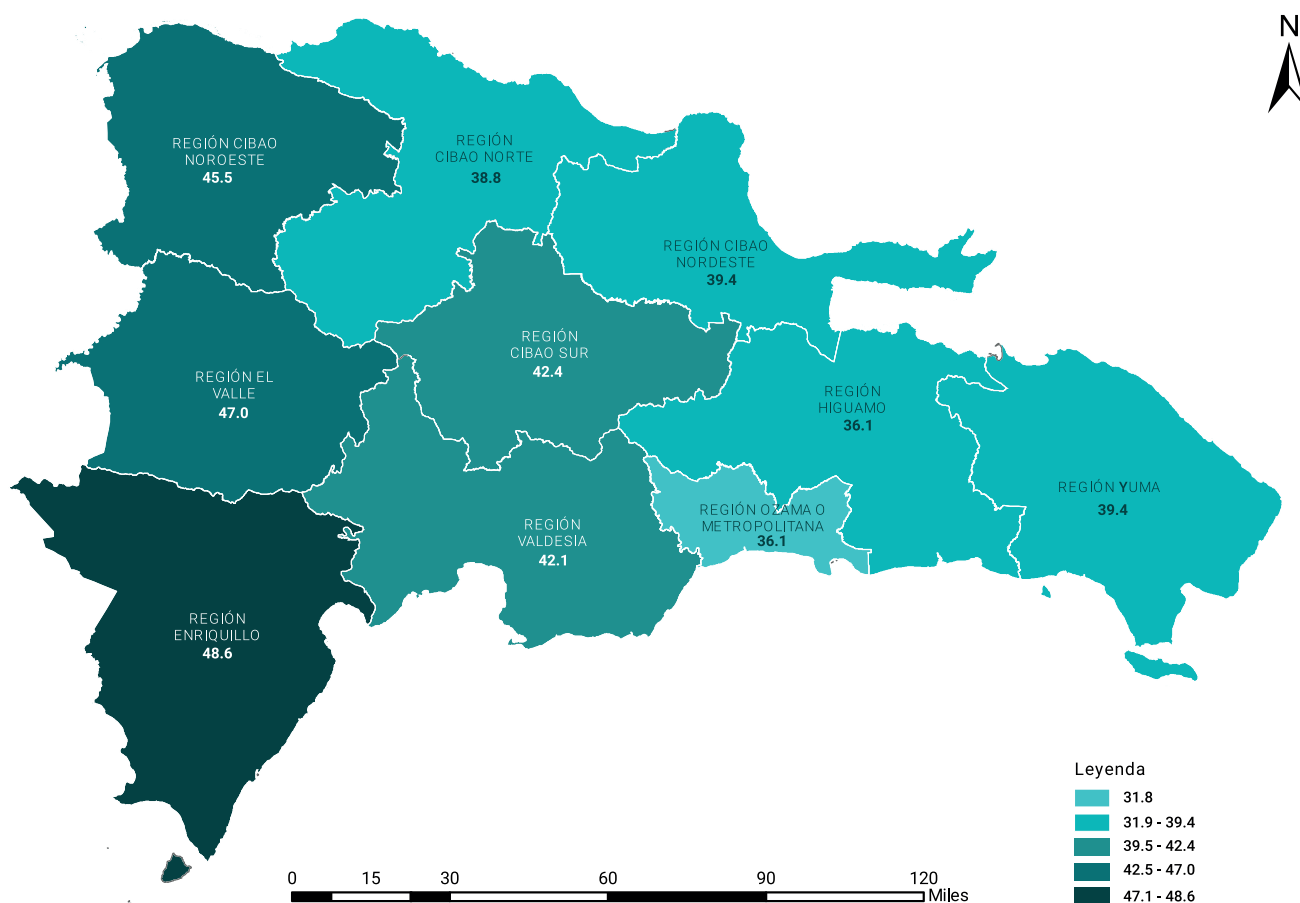 N
REGIÓN CIBAO
NOROESTE
45.5
REGIÓN
CIBAO NORTE
38.8
REGIÓN CIBAO
NORDESTE
39.4
REGIÓN
CIBAO SUR
42.4
REGIÓN EL
VALLE
47.0
REGIÓN
HIGUAMO
36.1
REGIÓN YUMA
39.4
REGIÓN OZAMA O
METROPOLITANA
36.1
REGIÓN
VALDESÍA
42.1
REGIÓN
ENRIQUILLO
48.6
Leyenda
31.8
31.9 - 39.4
39.5 - 42.4
42.5 - 47.0
47.1 - 48.6
0 15 30 60 90 120
Miles